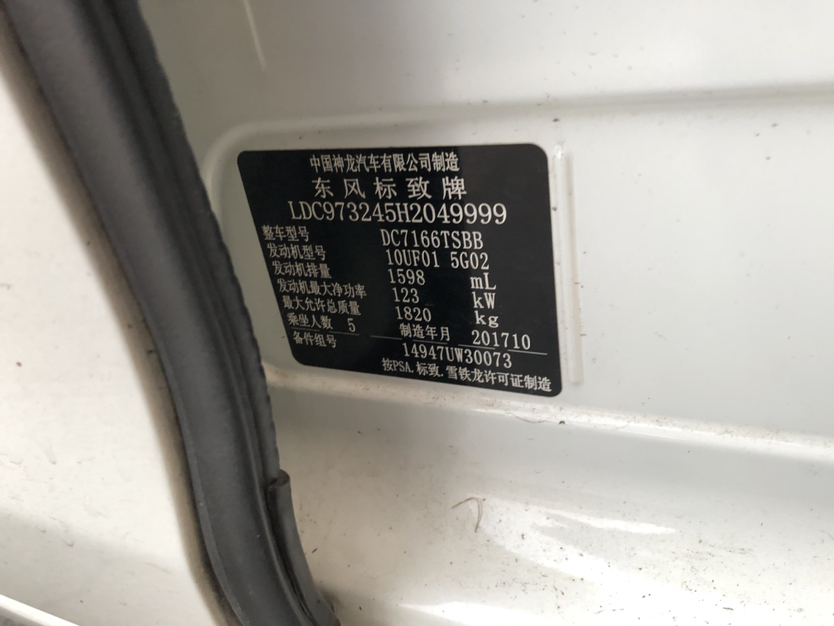 中国神龙汽车有限公司制造
东风标致牌
LDC973245H2049999
整车型号 DC7166TSBB
发动机型号 10UF01 5G02
发动机排量 1598 mL
发动机最大净功率 123 kW
最大允许总质量 1820 kg
乘坐人数 5 制造年月 201710
备件组号 14947UW30073
按PSA.标致.雪铁龙许可证制造